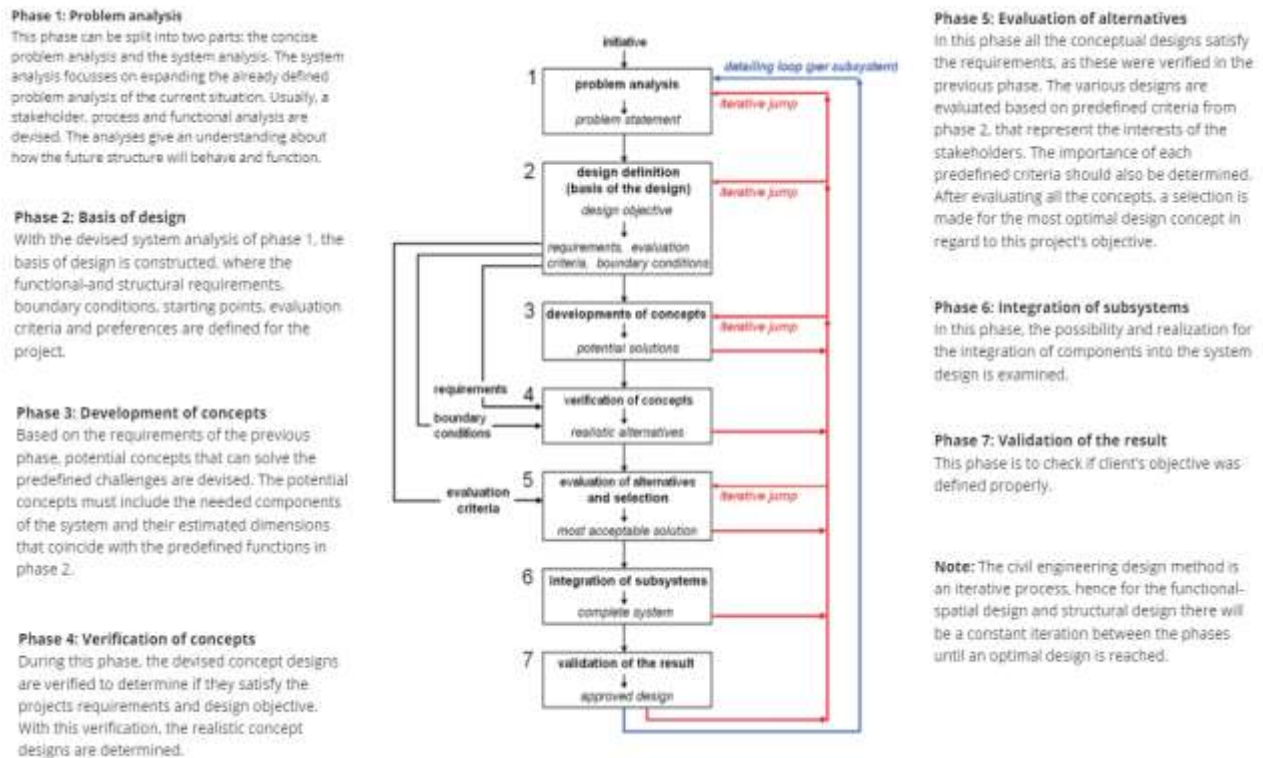 Phase 1: Problem analysis
This phase can be split into two parts: the concise
problem analysis and the system analysis. The system
analysis focusses on expanding the already defined
problem analysis of the current situation. Usually, a
stakeholder, process and functional analysis are
devised. The analyses give an understanding about
how the future structure will behave and function.
Phase 2: Basis of design
With the devised system analysis of phase 1, the
basis of design is constructed, where the
functional-and structural requirements,
boundary conditions, starting points, evaluation
criteria and preferences are defined for the
project.
Phase 3: Development of concepts
Based on the requirements of the previous
phase, potential concepts that can solve the
predefined challenges are devised. The potential
concepts must include the needed components
of the system and their estimated dimensions
that coincide with the predefined functions in
phase 2.
Phase 4: Verification of concepts
During this phase, the devised concept designs
are verified to determine if they satisfy the
projects requirements and design objective.
With this verification, the realistic concept
designs are determined.
initiative
detailing loop (per subsystem)
1
problem analysis
iterative jump
problem statement
2
design definition
(basis of the design)
iterative jump
design objective
requirements, evaluation
criteria, boundary conditions
3
developments of concepts
iterative jump
potential solutions
requirements
4
verification of concepts
boundary
conditions
realistic alternatives
5
evaluation of alternatives
and selection
iterative jump
evaluation
criteria
most acceptable solution
6
integration of subsystems
complete system
7
validation of the result
approved design
Phase 5: Evaluation of alternatives
In this phase all the conceptual designs satisfy
the requirements, as these were verified in the
previous phase. The various designs are
evaluated based on predefined criteria from
phase 2, that represent the interests of the
stakeholders. The importance of each
predefined criteria should also be determined.
After evaluating all the concepts, a selection is
made for the most optimal design concept in
regard to this project's objective.
Phase 6: Integration of subsystems
In this phase, the possibility and realization for
the integration of components into the system
design is examined.
Phase 7: Validation of the result
This phase is to check if client's objective was
defined properly.
Note: The civil engineering design method is
an iterative process, hence for the functional-
spatial design and structural design there will
be a constant iteration between the phases
until an optimal design is reached.